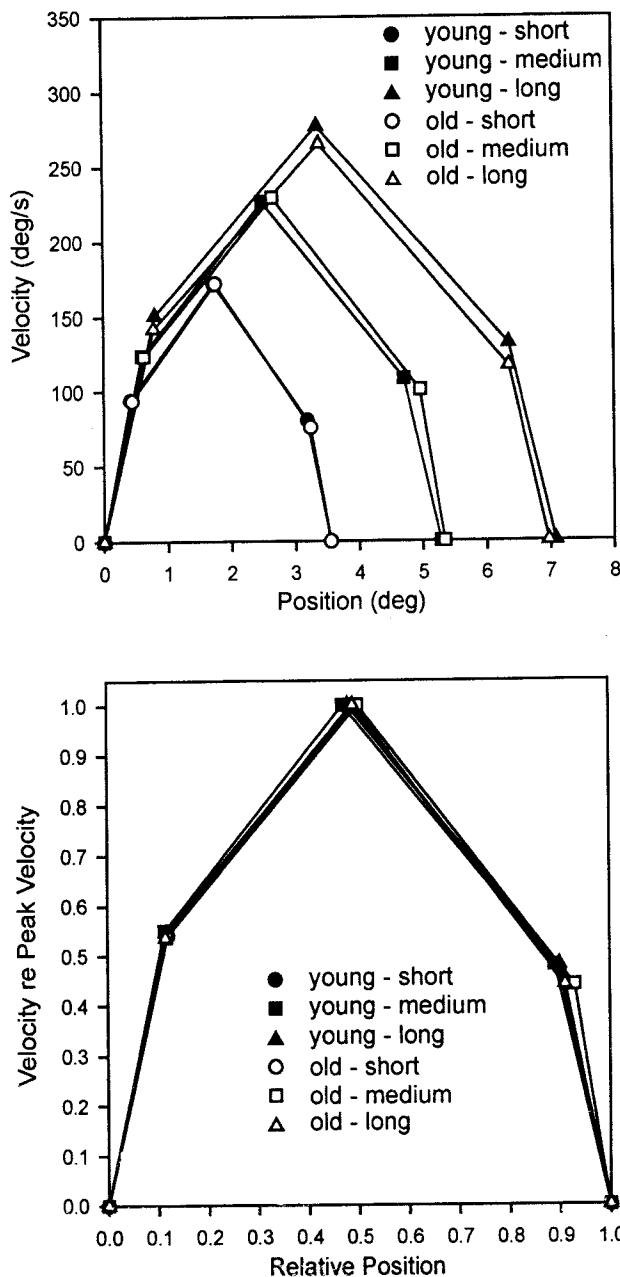 350
300
250
200
150
100
50
0
Velocity (deg/s)
young - short
young - medium
young - long
old - short
old - medium
old - long
0 1 2 3 4 5 6 7 8
Position (deg)
1.0
0.9
0.8
0.7
0.6
0.5
0.4
0.3
0.2
0.1
0.0
Velocity re Peak Velocity
young - short
young - medium
young - long
old - short
old - medium
old - long
0.0 0.1 0.2 0.3 0.4 0.5 0.6 0.7 0.8 0.9 1.0
Relative Position